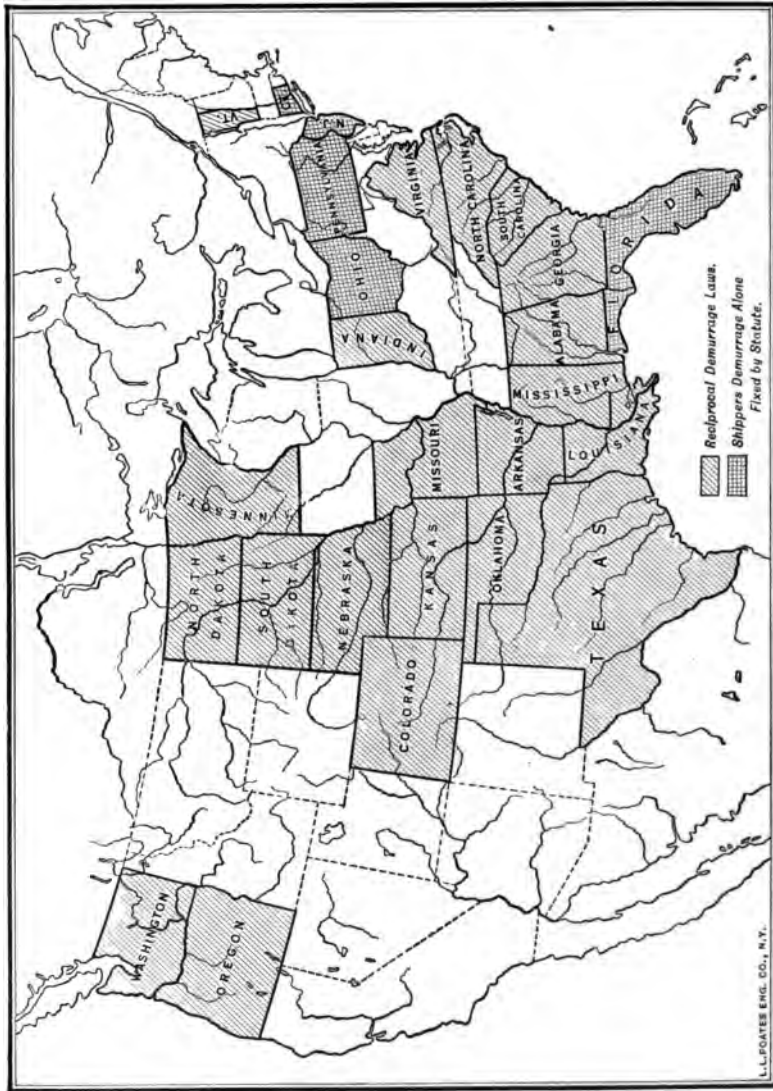 WASHINGTON
OREGON
NORTH
DAKOTA
SOUTH
DAKOTA
NEBRASKA
KANSAS
COLORADO
OKLAHOMA
TEXAS
MINNESOTA
MISSOURI
ARKANSAS
LOUISIANA
MISSISSIPPI
ALABAMA
GEORGIA
FLORIDA
SOUTH
CAROLINA
NORTH CAROLINA
VIRGINIA
INDIANA
OHIO
PENNSYLVANIA
N.J.
VT.
Reciprocal Demurrage Laws.
Shippers Demurrage Alone
Fixed by Statute.
L.L.POATES ENG. CO., N.Y.